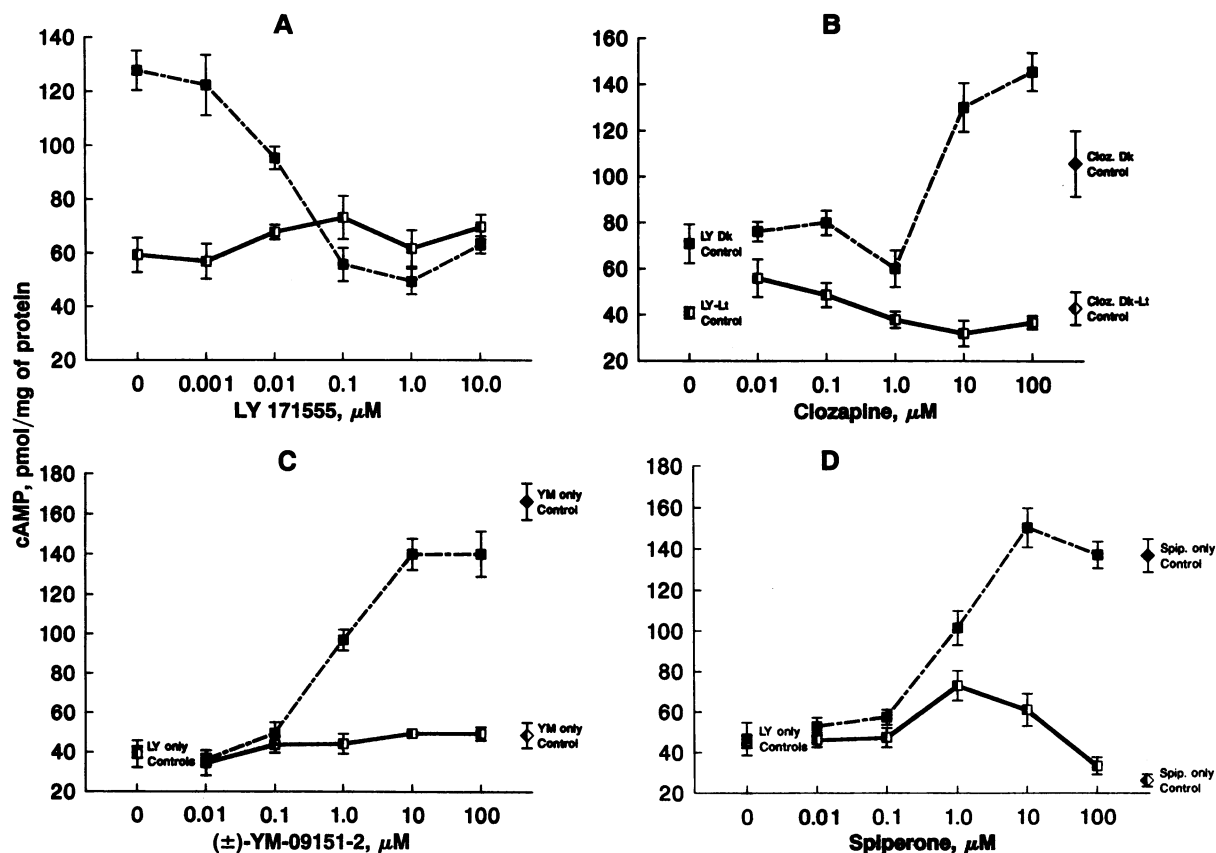 A
140
120
100
80
60
40
20
0 0.001 0.01 0.1 1.0 10.0
LY 171555, μM
B
160
140
120
100
80
60
40
20
Cloz. Dk
Control
LY Dk
Control
LY-Lt
Control
Cloz. Dk-Lt
Control
0 0.01 0.1 1.0 10 100
Clozapine, μM
cAMP, pmol/mg of protein
C
180
160
140
120
100
80
60
40
20
YM only
Control
LY only
Controls
YM only
Control
0 0.01 0.1 1.0 10 100
(±)-YM-09151-2, μM
D
180
160
140
120
100
80
60
40
20
Spip. only
Control
LY only
Controls
Spip. only
Control
0 0.01 0.1 1.0 10 100
Spiperone, μM